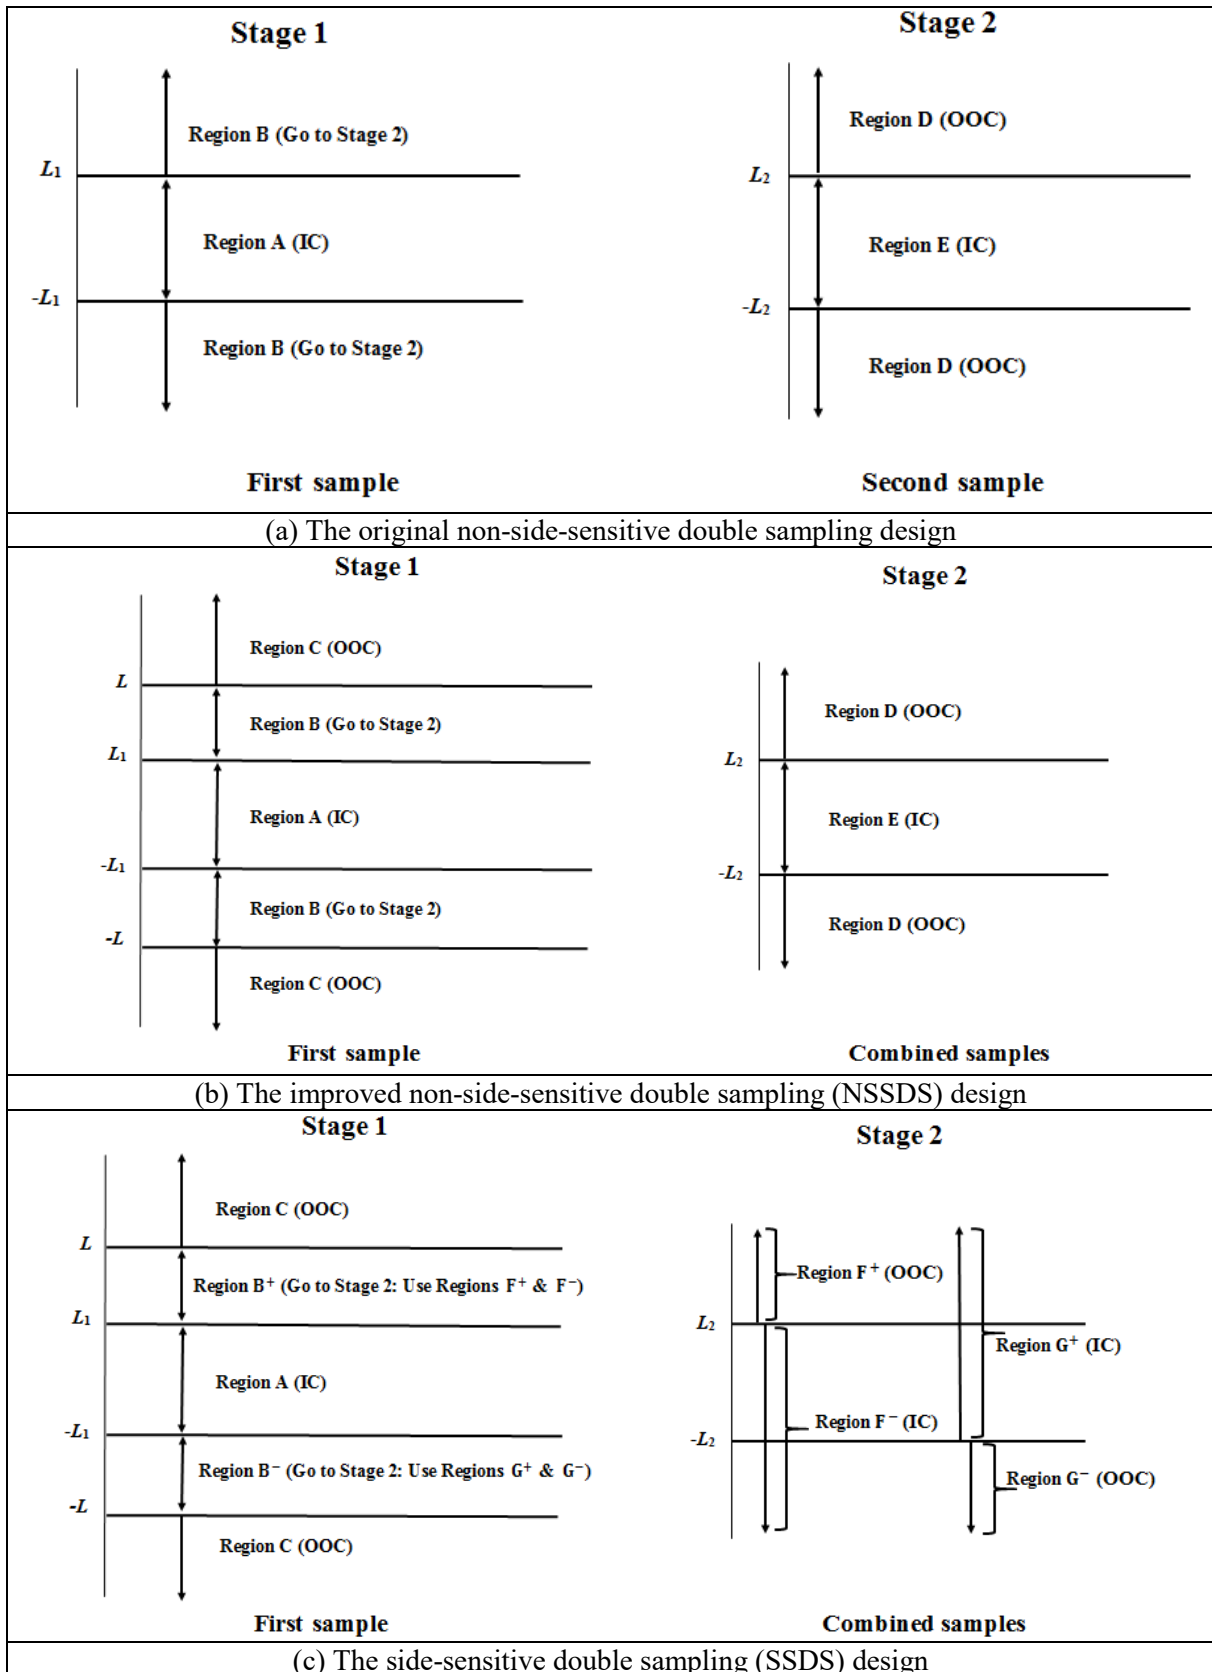 Stage 1
Stage 2
Region B (Go to Stage 2)
L1
Region A (IC)
-L1
Region B (Go to Stage 2)
First sample
Region D (OOC)
L2
Region E (IC)
-L2
Region D (OOC)
Second sample
(a) The original non-side-sensitive double sampling design
Stage 1
Stage 2
Region C (OOC)
L
Region B (Go to Stage 2)
L1
Region A (IC)
-L1
Region B (Go to Stage 2)
-L
Region C (OOC)
First sample
Region D (OOC)
L2
Region E (IC)
-L2
Region D (OOC)
Combined samples
(b) The improved non-side-sensitive double sampling (NSSDS) design
Stage 1
Stage 2
Region C (OOC)
L
Region B⁺ (Go to Stage 2: Use Regions F⁺ & F⁻)
L1
Region A (IC)
-L1
Region B⁻ (Go to Stage 2: Use Regions G⁺ & G⁻)
-L
Region C (OOC)
First sample
Region F⁺ (OOC)
L2
Region G⁺ (IC)
Region F⁻ (IC)
-L2
Region G⁻ (OOC)
Combined samples
(c) The side-sensitive double sampling (SSDS) design